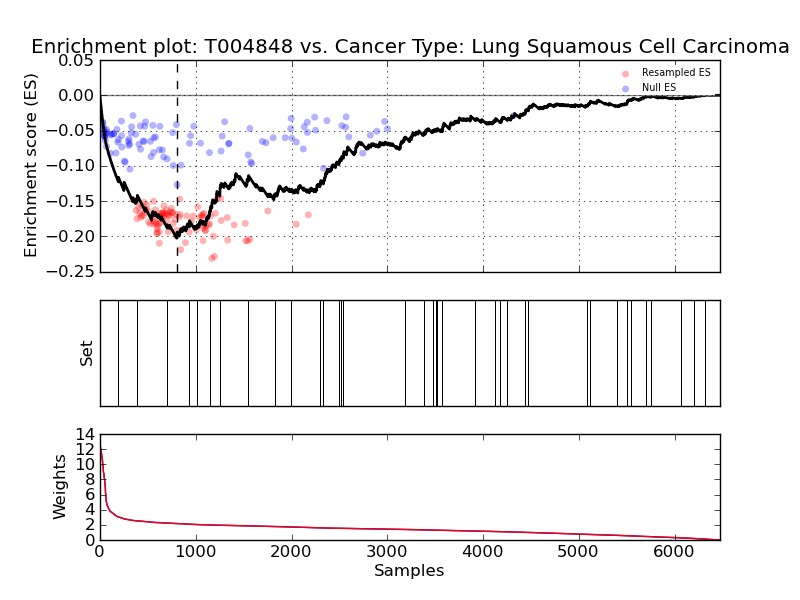 Enrichment plot: T004848 vs. Cancer Type: Lung Squamous Cell Carcinoma
0.05
0.00
−0.05
−0.10
−0.15
−0.20
−0.25
Enrichment score (ES)
Resampled ES
Null ES
Set
14
12
10
8
6
4
2
0
Weights
0 1000 2000 3000 4000 5000 6000
Samples